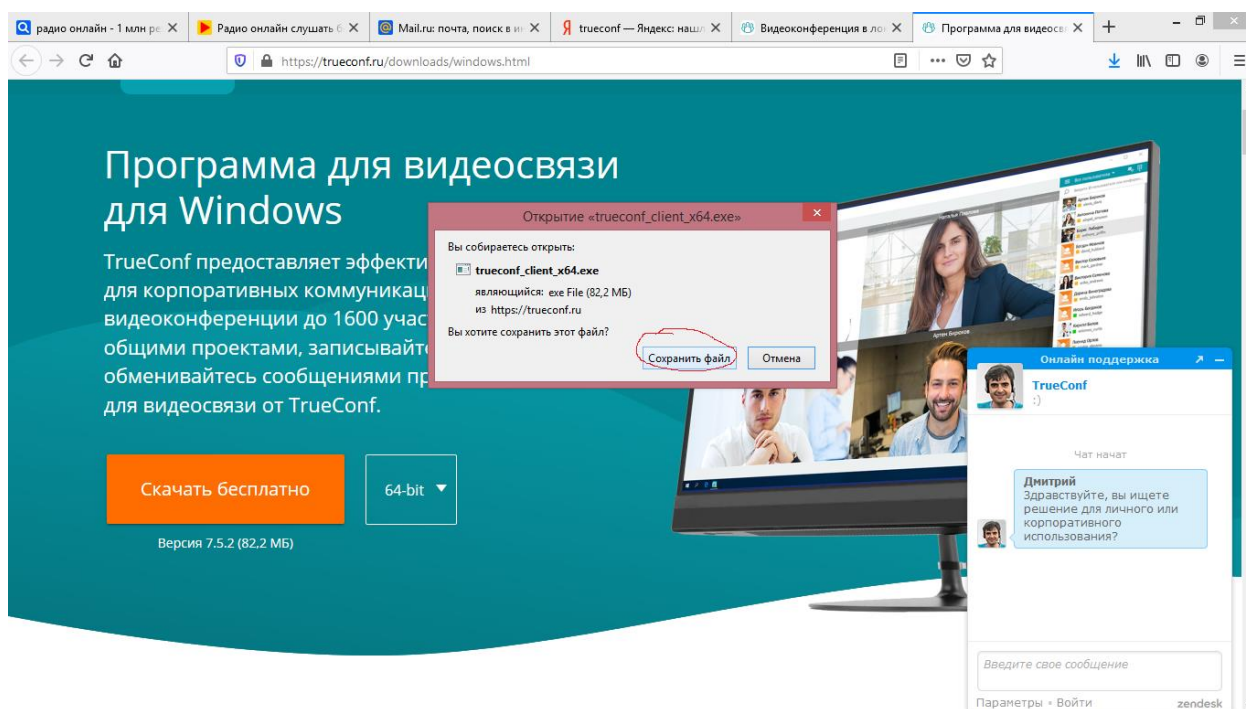 радио онлайн - 1 млн ре
Радио онлайн слушать б
Mail.ru: почта, поиск в ин
trueconf — Яндекс: нашл
Видеоконференция в ло
Программа для видеосв
https://trueconf.ru/downloads/windows.html
Программа для видеосвязи
для Windows
TrueConf предоставляет эффекти
для корпоративных коммуникац
видеоконференции до 1600 учас
общими проектами, записывайт
обменивайтесь сообщениями пр
для видеосвязи от TrueConf.
Скачать бесплатно
64-bit
Версия 7.5.2 (82,2 МБ)
Открытие «trueconf_client_x64.exe»
Вы собираетесь открыть:
trueconf_client_x64.exe
являющийся: exe File (82,2 МБ)
из https://trueconf.ru
Вы хотите сохранить этот файл?
Сохранить файл
Отмена
Онлайн поддержка
TrueConf
:)
Чат начат
Дмитрий
Здравствуйте, вы ищете
решение для личного или
корпоративного
использования?
Введите свое сообщение
Параметры • Войти
zendesk